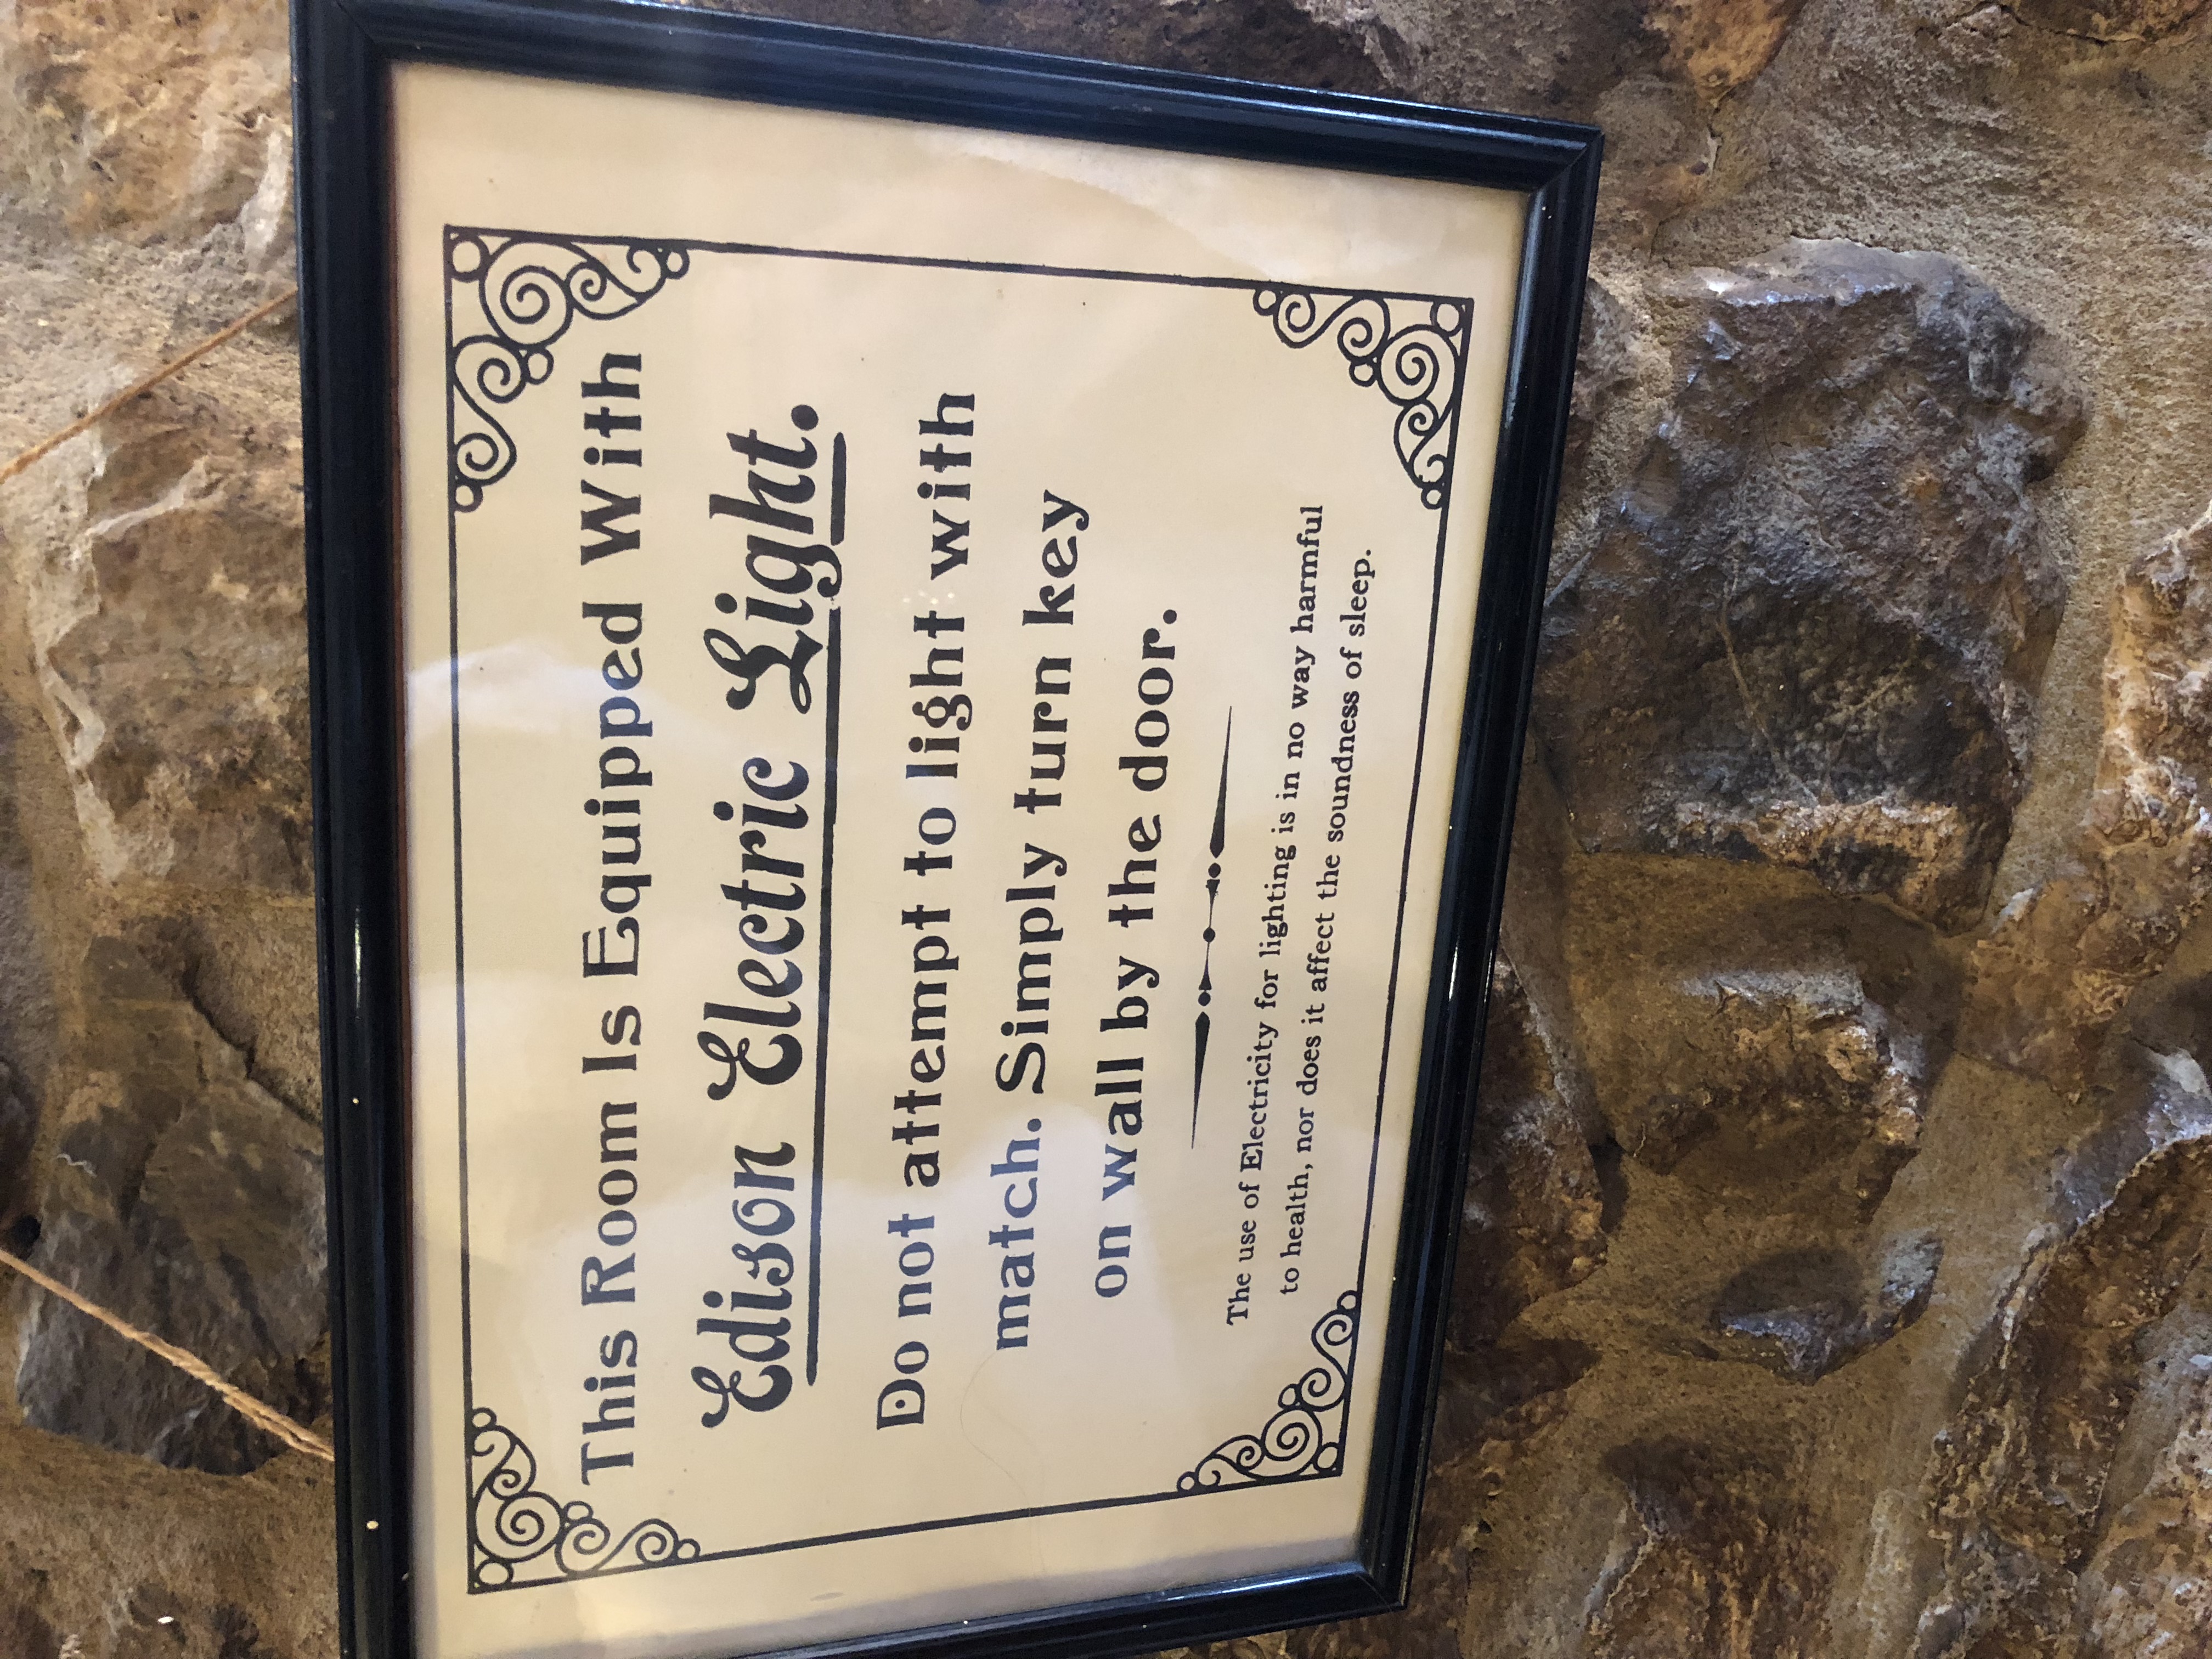 This Room Is Equipped With
Edison Electric Light.
Do not attempt to light with
match. Simply turn key
on wall by the door.
The use of Electricity for lighting is in no way harmful
to health, nor does it affect the soundness of sleep.